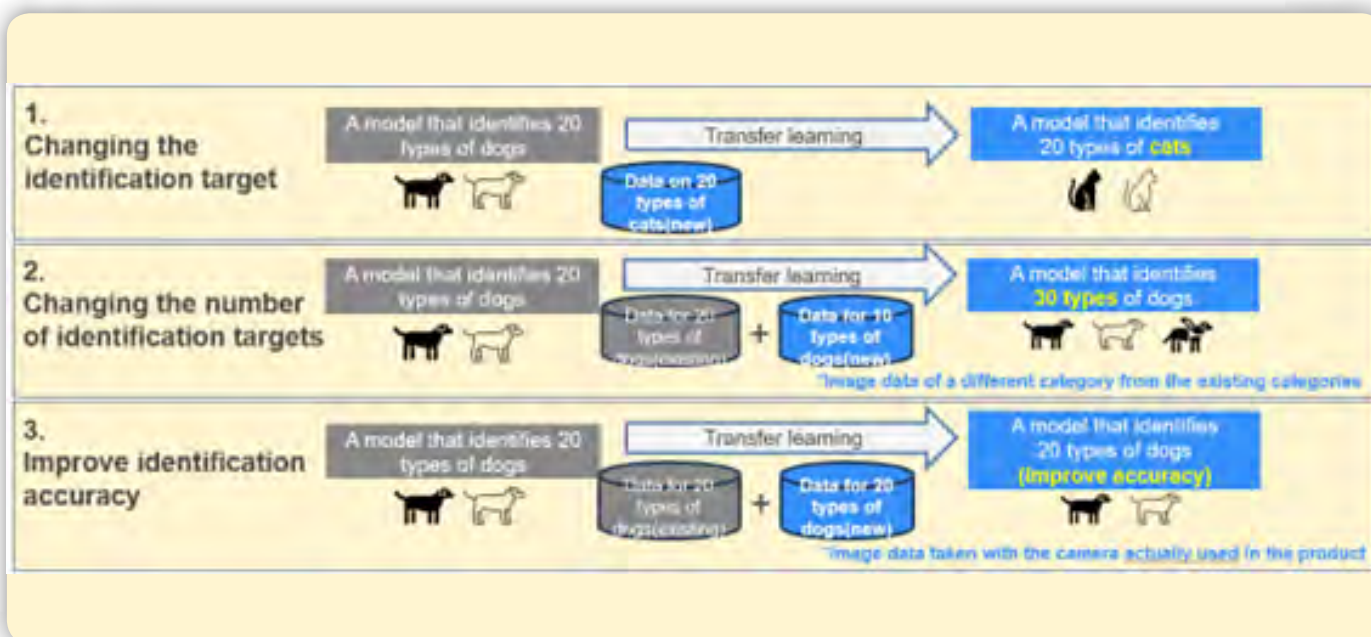 1.
Changing the
identification target
A model that identifies 20
types of dogs
Transfer learning
Data on 20
types of
cats(new)
A model that identifies
20 types of cats
2.
Changing the number
of identification targets
A model that identifies 20
types of dogs
Transfer learning
Data for 20
types of
dogs(existing)
+
Data for 10
types of
dogs(new)
A model that identifies
30 types of dogs
*Image data of a different category from the existing categories
3.
Improve identification
accuracy
A model that identifies 20
types of dogs
Transfer learning
Data for 20
types of
dogs(existing)
+
Data for 20
types of
dogs(new)
A model that identifies
20 types of dogs
(Improve accuracy)
*Image data taken with the camera actually used in the product